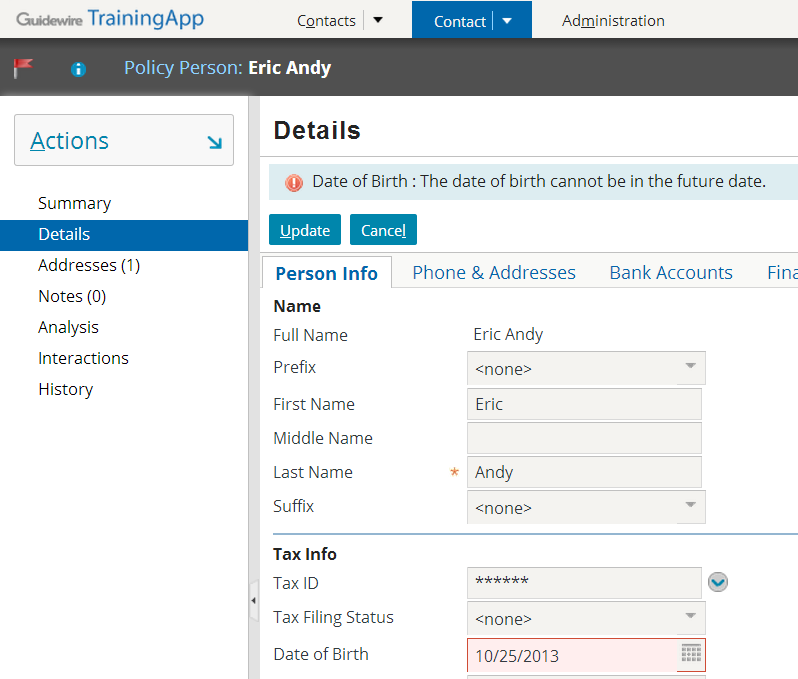 Guidewire TrainingApp
Contacts
Contact
Administration
Policy Person: Eric Andy
Actions
Summary
Details
Addresses (1)
Notes (0)
Analysis
Interactions
History
Details
Date of Birth : The date of birth cannot be in the future date.
Update
Cancel
Person Info
Phone & Addresses
Bank Accounts
Fina
Name
Full Name Eric Andy
Prefix <none>
First Name Eric
Middle Name
Last Name * Andy
Suffix <none>
Tax Info
Tax ID ******
Tax Filing Status <none>
Date of Birth 10/25/2013